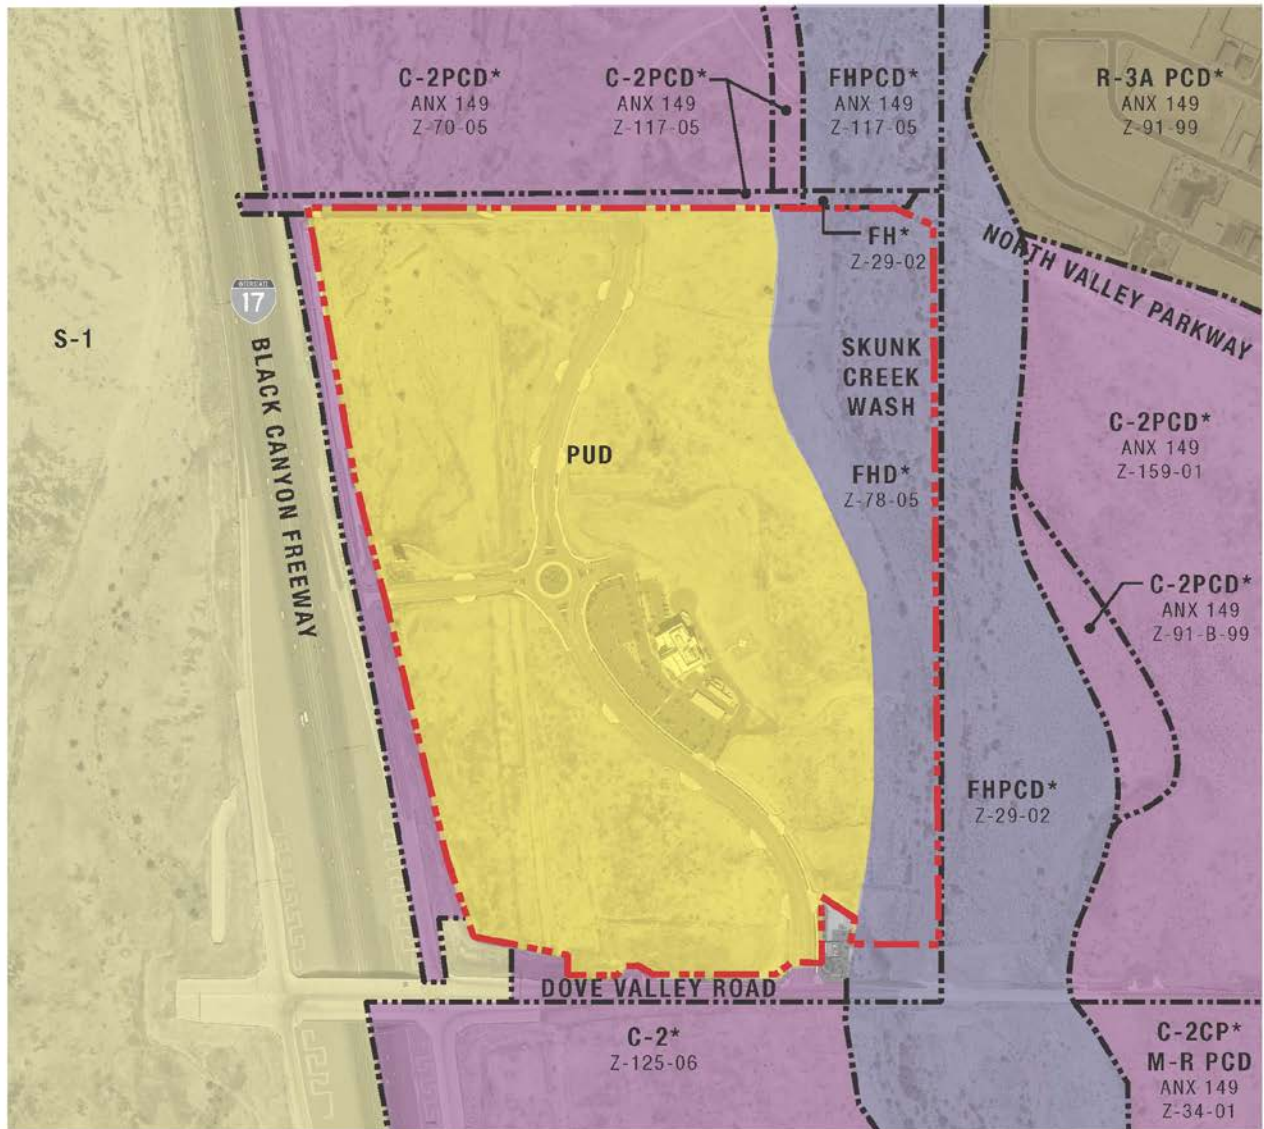 C-2PCD*
ANX 149
Z-70-05
C-2PCD*
ANX 149
Z-117-05
FHPCD*
ANX 149
Z-117-05
R-3A PCD*
ANX 149
Z-91-99
FH*
Z-29-02
NORTH VALLEY PARKWAY
INTERSTATE
17
S-1
BLACK CANYON FREEWAY
SKUNK
CREEK
WASH
PUD
FHD*
Z-78-05
C-2PCD*
ANX 149
Z-159-01
C-2PCD*
ANX 149
Z-91-B-99
FHPCD*
Z-29-02
DOVE VALLEY ROAD
C-2*
Z-125-06
C-2CP*
M-R PCD
ANX 149
Z-34-01